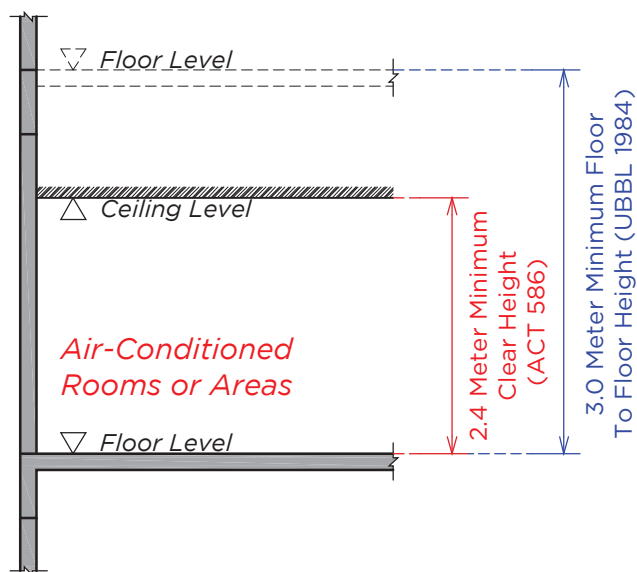 Floor Level
Ceiling Level
Air-Conditioned
Rooms or Areas
Floor Level
2.4 Meter Minimum
Clear Height
(ACT 586)
3.0 Meter Minimum Floor
To Floor Height (UBBL 1984)